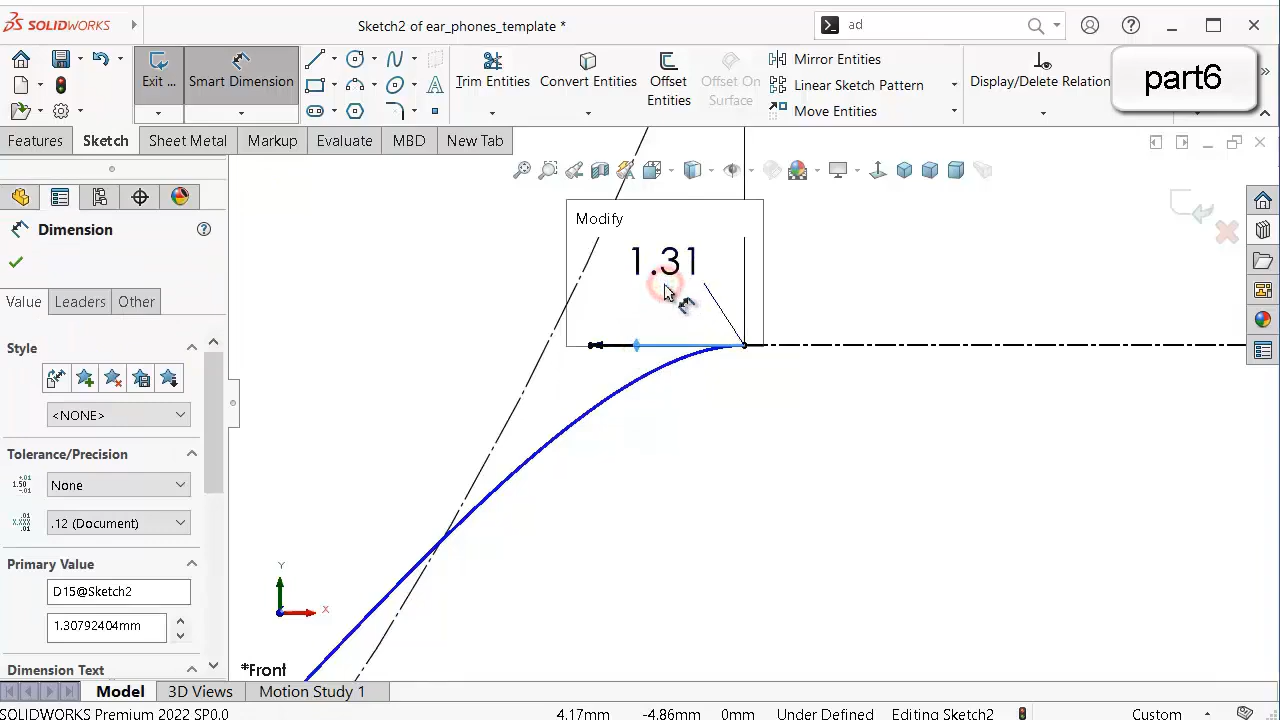 SOLIDWORKS
Sketch2 of ear_phones_template *
ad
part6
Exit ...
Smart Dimension
Trim Entities
Convert Entities
Offset Entities
Offset On Surface
Mirror Entities
Linear Sketch Pattern
Move Entities
Display/Delete Relation
Features
Sketch
Sheet Metal
Markup
Evaluate
MBD
New Tab
Dimension
Value
Leaders
Other
Style
<NONE>
Tolerance/Precision
None
.12 (Document)
Primary Value
D15@Sketch2
1.30792404mm
Dimension Text
Modify
1.31
Y
X
*Front
Model
3D Views
Motion Study 1
SOLIDWORKS Premium 2022 SP0.0
4.17mm
-4.86mm
0mm
Under Defined
Editing Sketch2
Custom